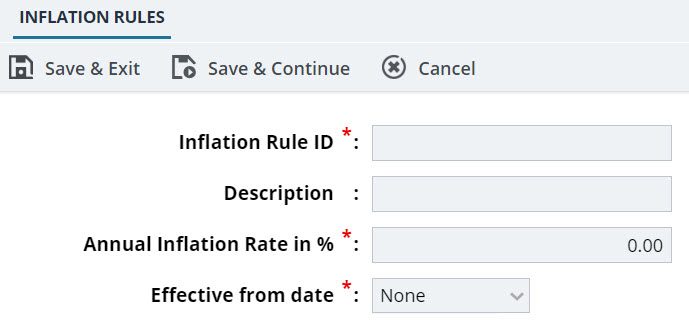 INFLATION RULES
Save & Exit Save & Continue Cancel
Inflation Rule ID *:
Description :
Annual Inflation Rate in % *: 0.00
Effective from date *: None